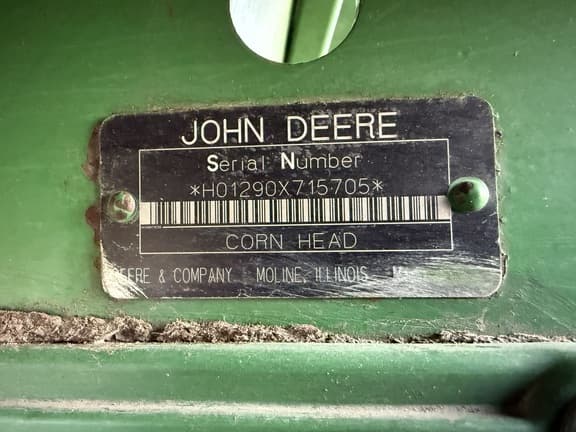 JOHN DEERE
Serial Number
*H01290X715705*
CORN HEAD
DEERE & COMPANY MOLINE, ILLINOIS